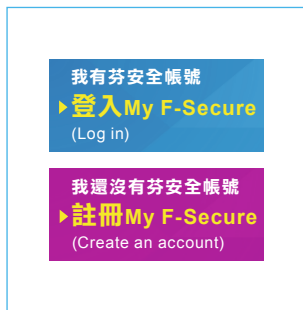 我有芬安全帳號
登入My F-Secure
(Log in)
我還沒有芬安全帳號
註冊My F-Secure
(Create an account)